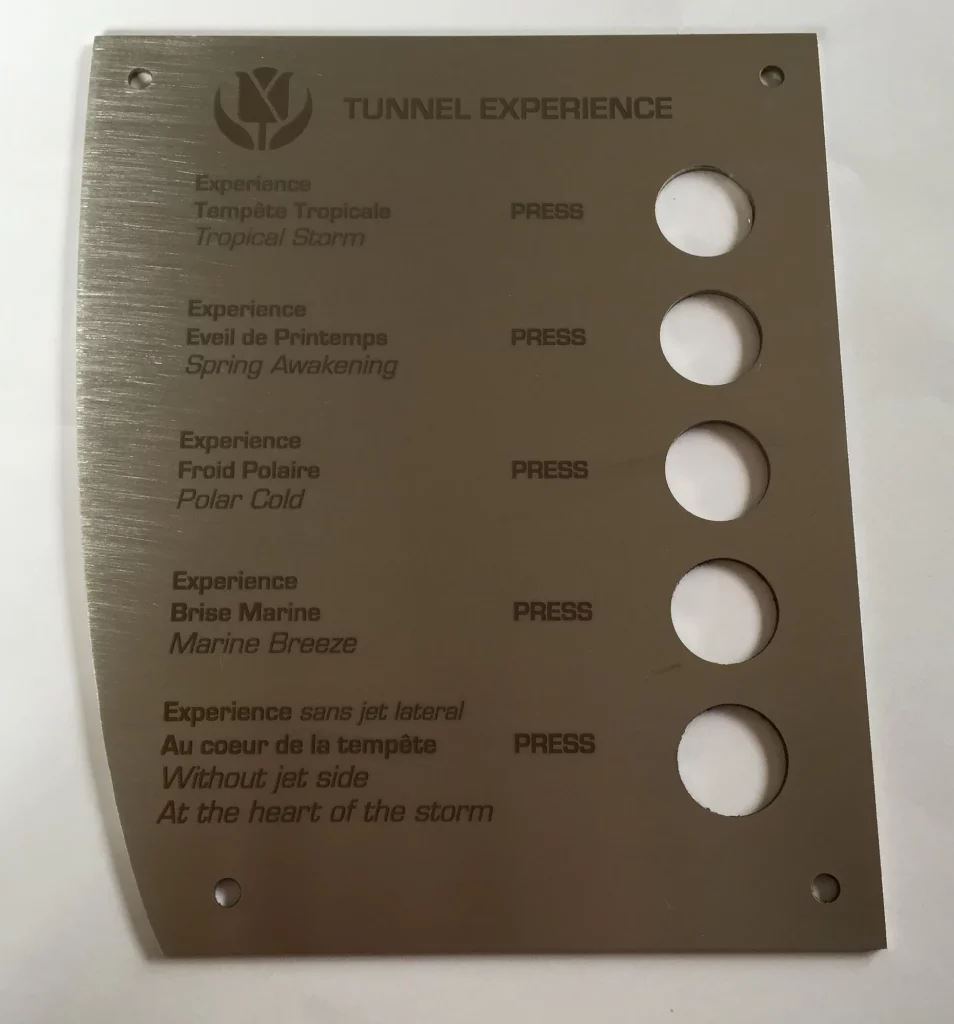 TUNNEL EXPERIENCE
Experience
Tempête Tropicale
Tropical Storm
PRESS
Experience
Eveil de Printemps
Spring Awakening
PRESS
Experience
Froid Polaire
Polar Cold
PRESS
Experience
Brise Marine
Marine Breeze
PRESS
Experience sans jet lateral
Au coeur de la tempête
Without jet side
At the heart of the storm
PRESS